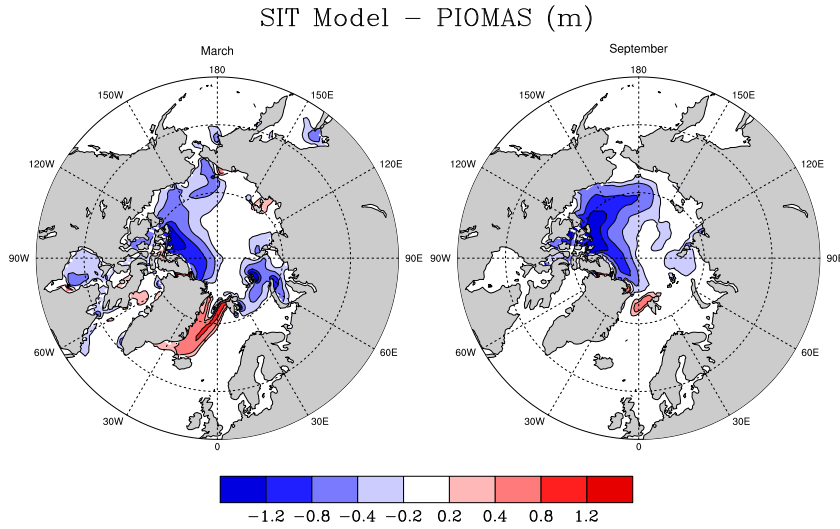 SIT Model − PIOMAS (m)
March
September
180
180
150W
150E
150W
150E
120W
120E
120W
120E
90W
90E
90W
90E
60W
60E
60W
60E
30W
30E
30W
30E
0
0
−1.2 −0.8 −0.4 −0.2 0.2 0.4 0.8 1.2